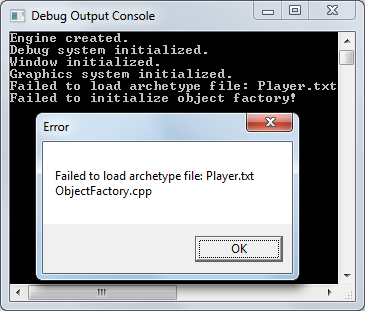 Debug Output Console
Engine created.
Debug system initialized.
Window initialized.
Graphics system initialized.
Failed to load archetype file: Player.txt
Failed to initialize object factory!
Error
Failed to load archetype file: Player.txt
ObjectFactory.cpp
OK